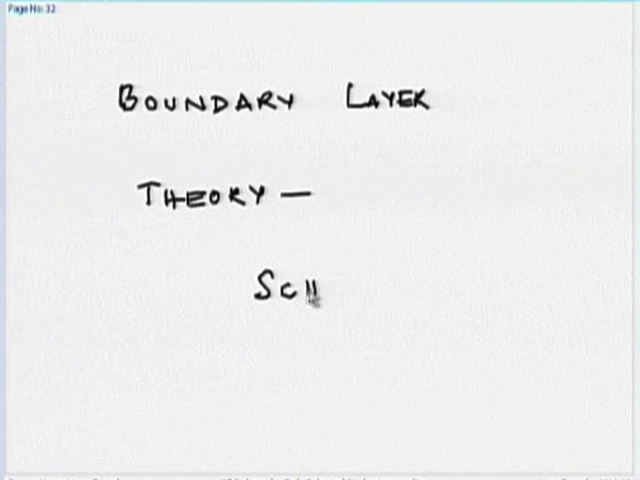 Page No: 32
BOUNDARY LAYER
THEORY —
SCH